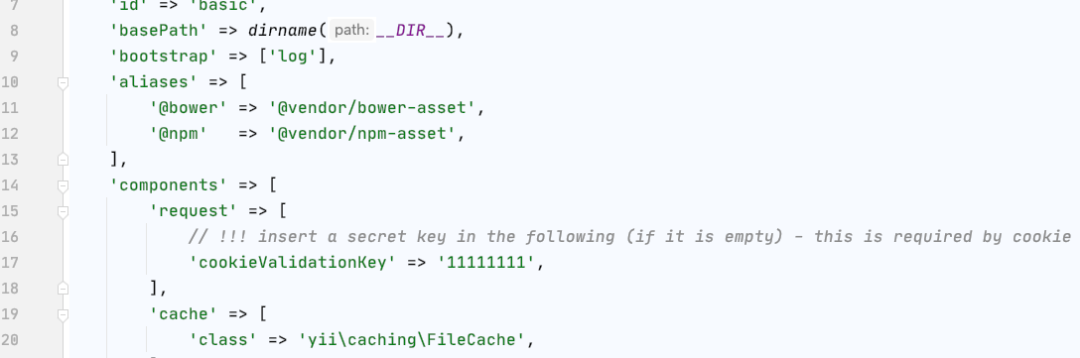 7 'id' => 'basic',
8 'basePath' => dirname( path: __DIR__),
9 'bootstrap' => ['log'],
10 'aliases' => [
11 '@bower' => '@vendor/bower-asset',
12 '@npm'   => '@vendor/npm-asset',
13 ],
14 'components' => [
15 'request' => [
16 // !!! insert a secret key in the following (if it is empty) - this is required by cookie
17 'cookieValidationKey' => '11111111',
18 ],
19 'cache' => [
20 'class' => 'yii\caching\FileCache',